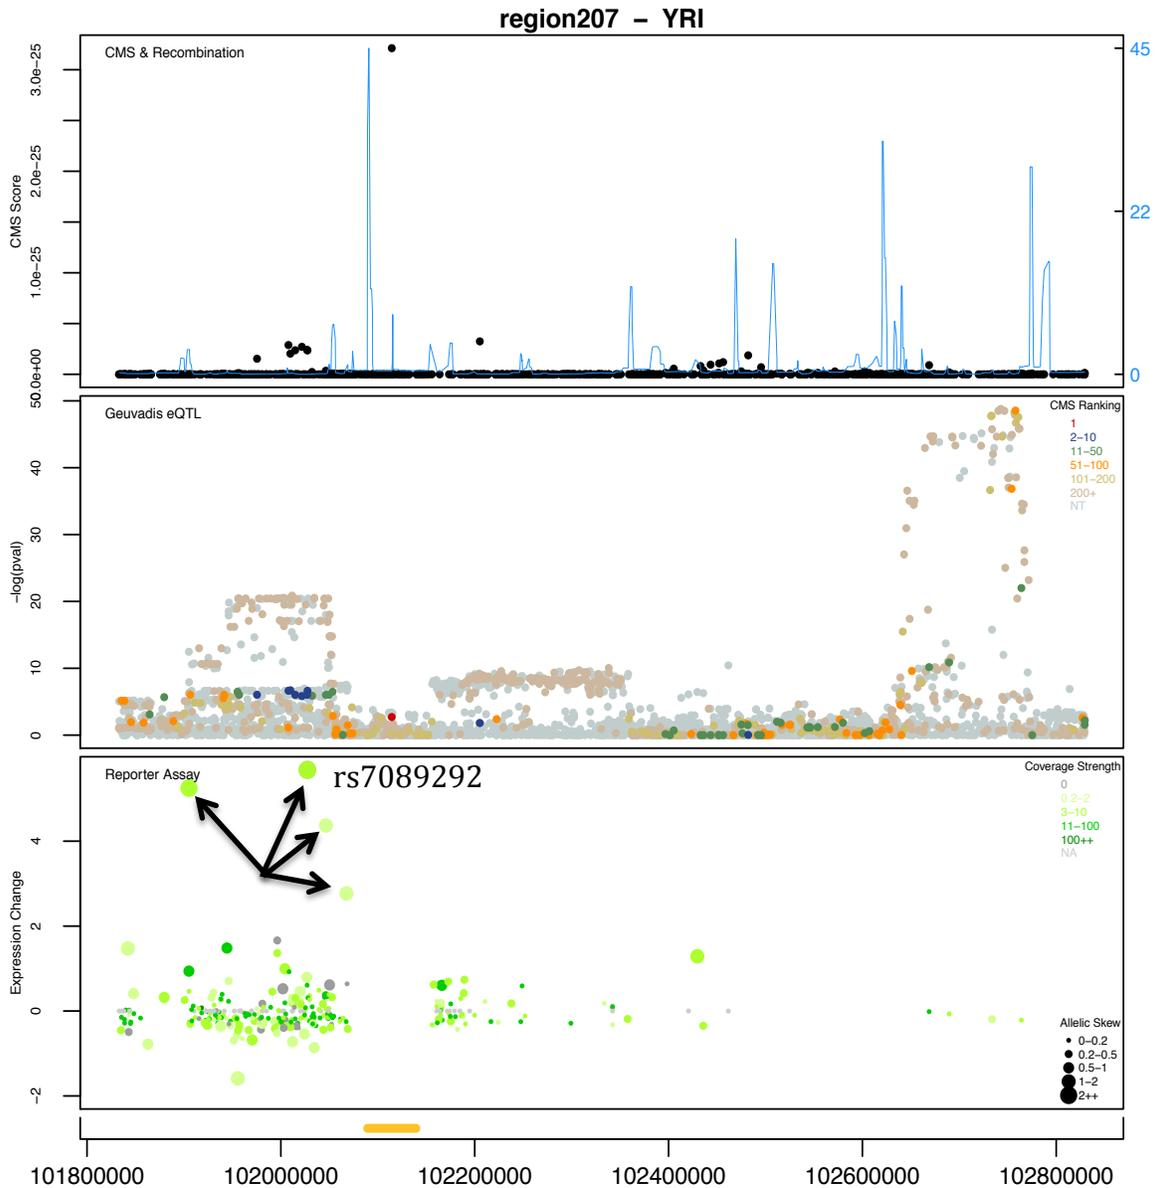 region207 − YRI
CMS & Recombination
CMS Score
0.0e+00
1.0e−25
2.0e−25
3.0e−25
45
22
0
Geuvadis eQTL
−log(pval)
50
40
30
20
10
0
CMS Ranking
1
2−10
11−50
51−100
101−200
200+
NT
Reporter Assay
rs7089292
Expression Change
4
2
0
−2
Coverage Strength
0
0.2−2
3−10
11−100
100++
NA
Allelic Skew
0−0.2
0.2−0.5
0.5−1
1−2
2++
101800000 102000000 102200000 102400000 102600000 102800000